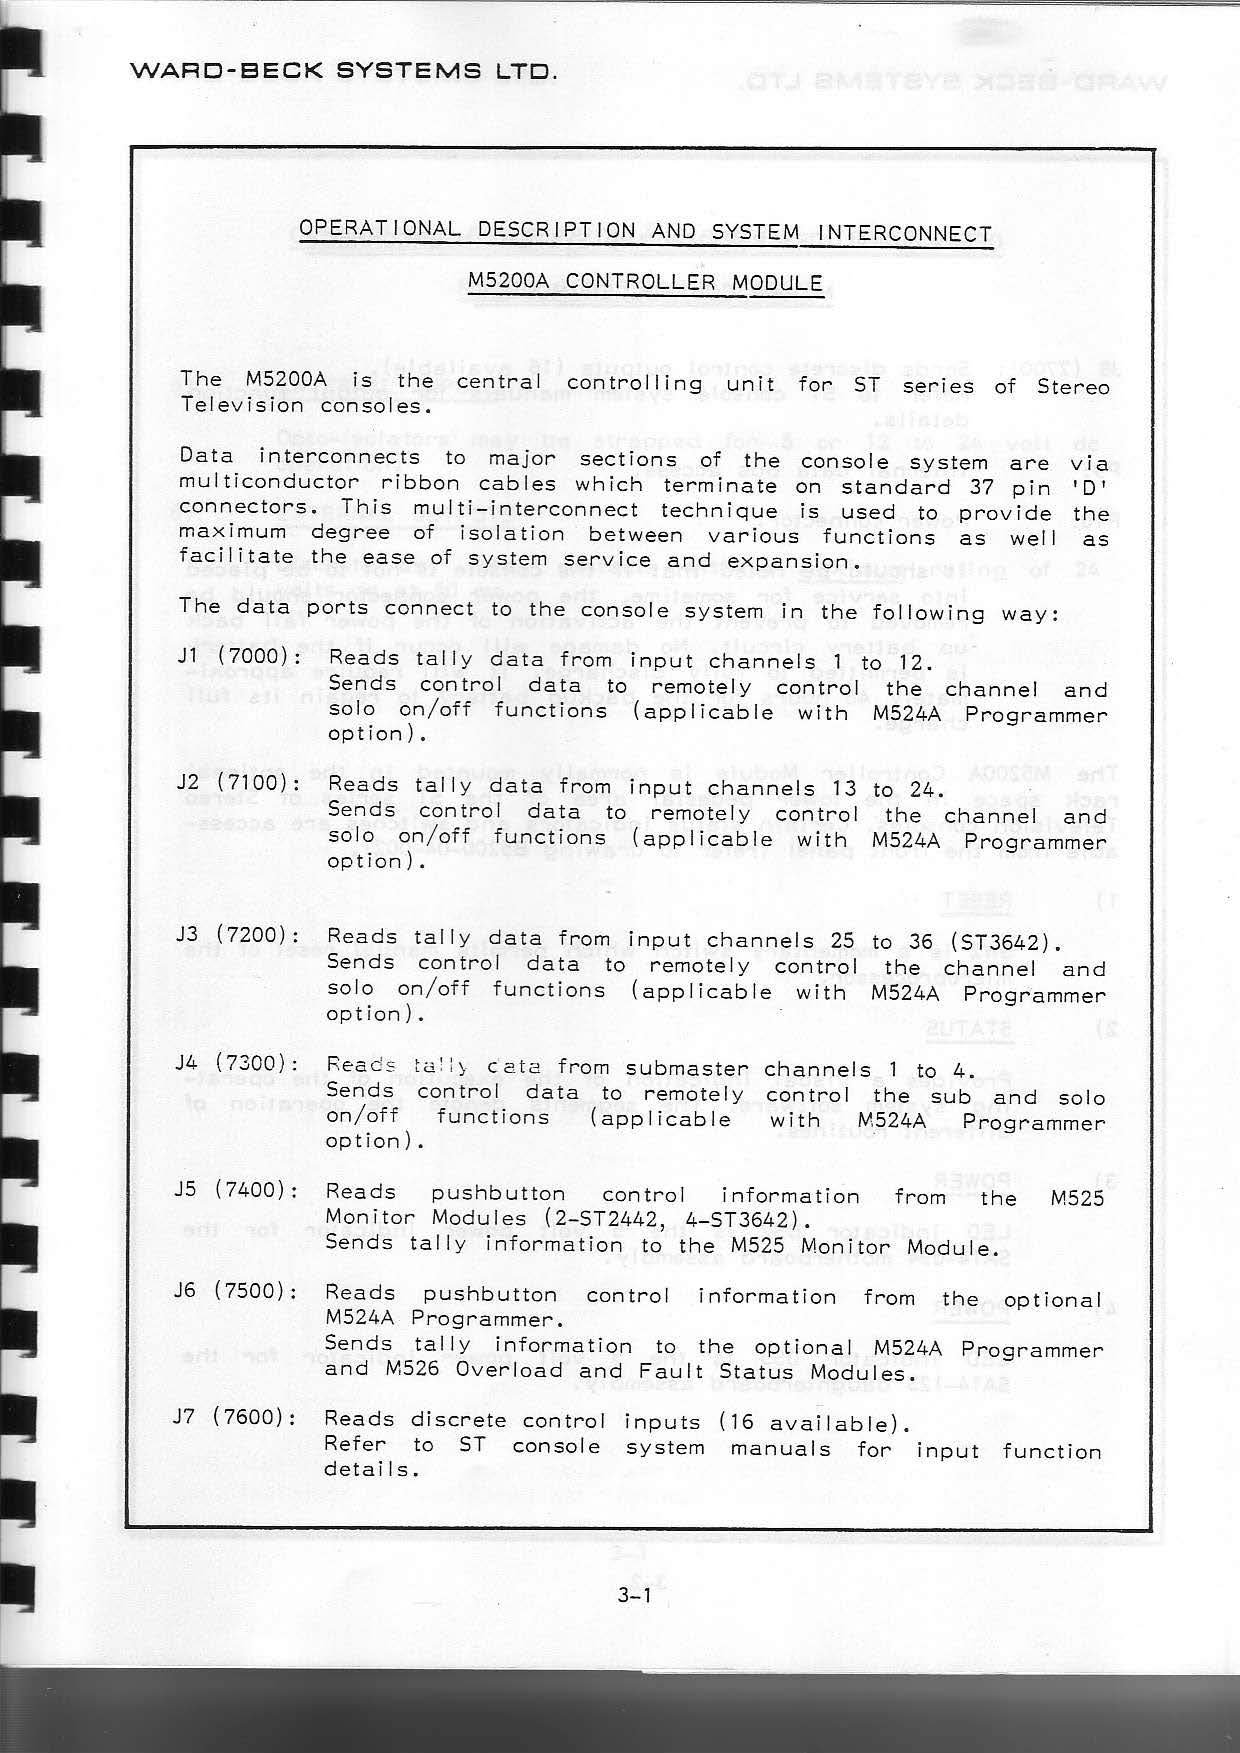 WARD-BECK SYSTEMS LTD.
OPERATIONAL DESCRIPTION AND SYSTEM INTERCONNECT
M5200A CONTROLLER MODULE
The M5200A is the central controlling unit for ST series of Stereo
Television consoles.
Data interconnects to major sections of the console system are via
multiconductor ribbon cables which terminate on standard 37 pin 'D'
connectors. This multi-interconnect technique is used to provide the
maximum degree of isolation between various functions as well as
facilitate the ease of system service and expansion.
The data ports connect to the console system in the following way:
J1 (7000): Reads tally data from input channels 1 to 12.
Sends control data to remotely control the channel and
solo on/off functions (applicable with M524A Programmer
option).
J2 (7100): Reads tally data from input channels 13 to 24.
Sends control data to remotely control the channel and
solo on/off functions (applicable with M524A Programmer
option).
J3 (7200): Reads tally data from input channels 25 to 36 (ST3642).
Sends control data to remotely control the channel and
solo on/off functions (applicable with M524A Programmer
option).
J4 (7300): Reads tally data from submaster channels 1 to 4.
Sends control data to remotely control the sub and solo
on/off functions (applicable with M524A Programmer
option).
J5 (7400): Reads pushbutton control information from the M525
Monitor Modules (2-ST2442, 4-ST3642).
Sends tally information to the M525 Monitor Module.
J6 (7500): Reads pushbutton control information from the optional
M524A Programmer.
Sends tally information to the optional M524A Programmer
and M526 Overload and Fault Status Modules.
J7 (7600): Reads discrete control inputs (16 available).
Refer to ST console system manuals for input function
details.
3-1